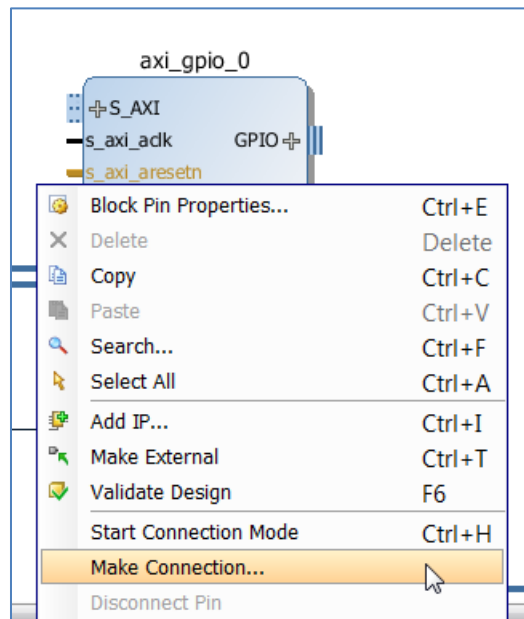 axi_gpio_0
S_AXI
s_axi_aclk GPIO
s_axi_aresetn
Block Pin Properties... Ctrl+E
Delete Delete
Copy Ctrl+C
Paste Ctrl+V
Search... Ctrl+F
Select All Ctrl+A
Add IP... Ctrl+I
Make External Ctrl+T
Validate Design F6
Start Connection Mode Ctrl+H
Make Connection...
Disconnect Pin